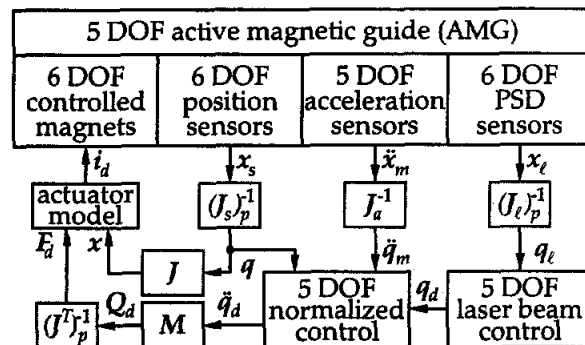 5 DOF active magnetic guide (AMG)
6 DOF controlled magnets
6 DOF position sensors
5 DOF acceleration sensors
6 DOF PSD sensors
i_d
x_s
ẍ_m
x_ℓ
actuator model
(J_s)_p^-1
J_a^-1
(J_ℓ)_p^-1
F_d
x
J
q
q̈_m
q_ℓ
(J^T)_p^-1
Q_d
M
q̈_d
5 DOF normalized control
q_d
5 DOF laser beam control